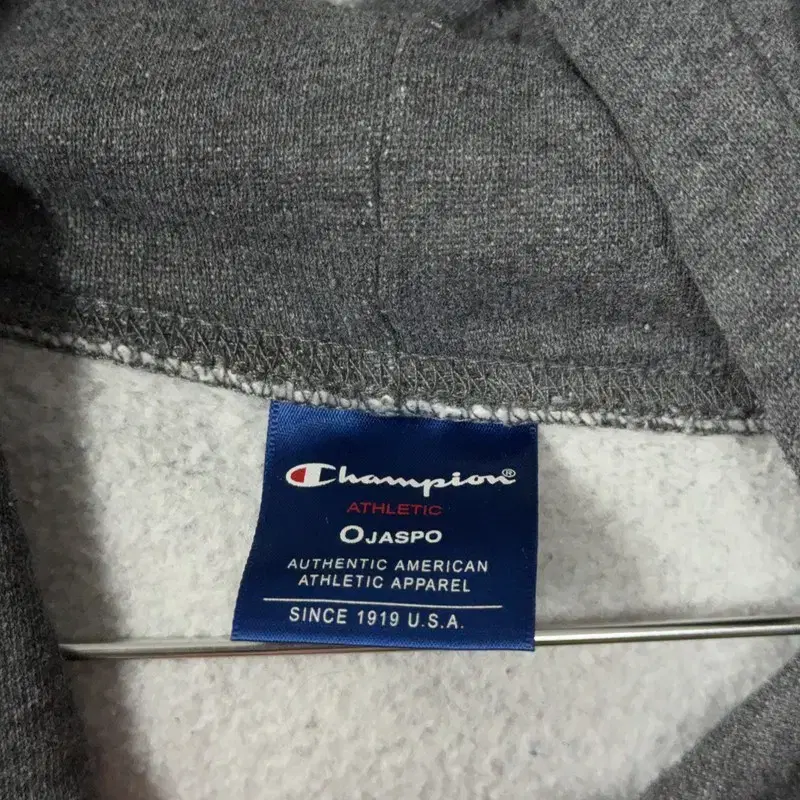 Champion®
ATHLETIC
OJASPO
AUTHENTIC AMERICAN
ATHLETIC APPAREL
SINCE 1919 U.S.A.